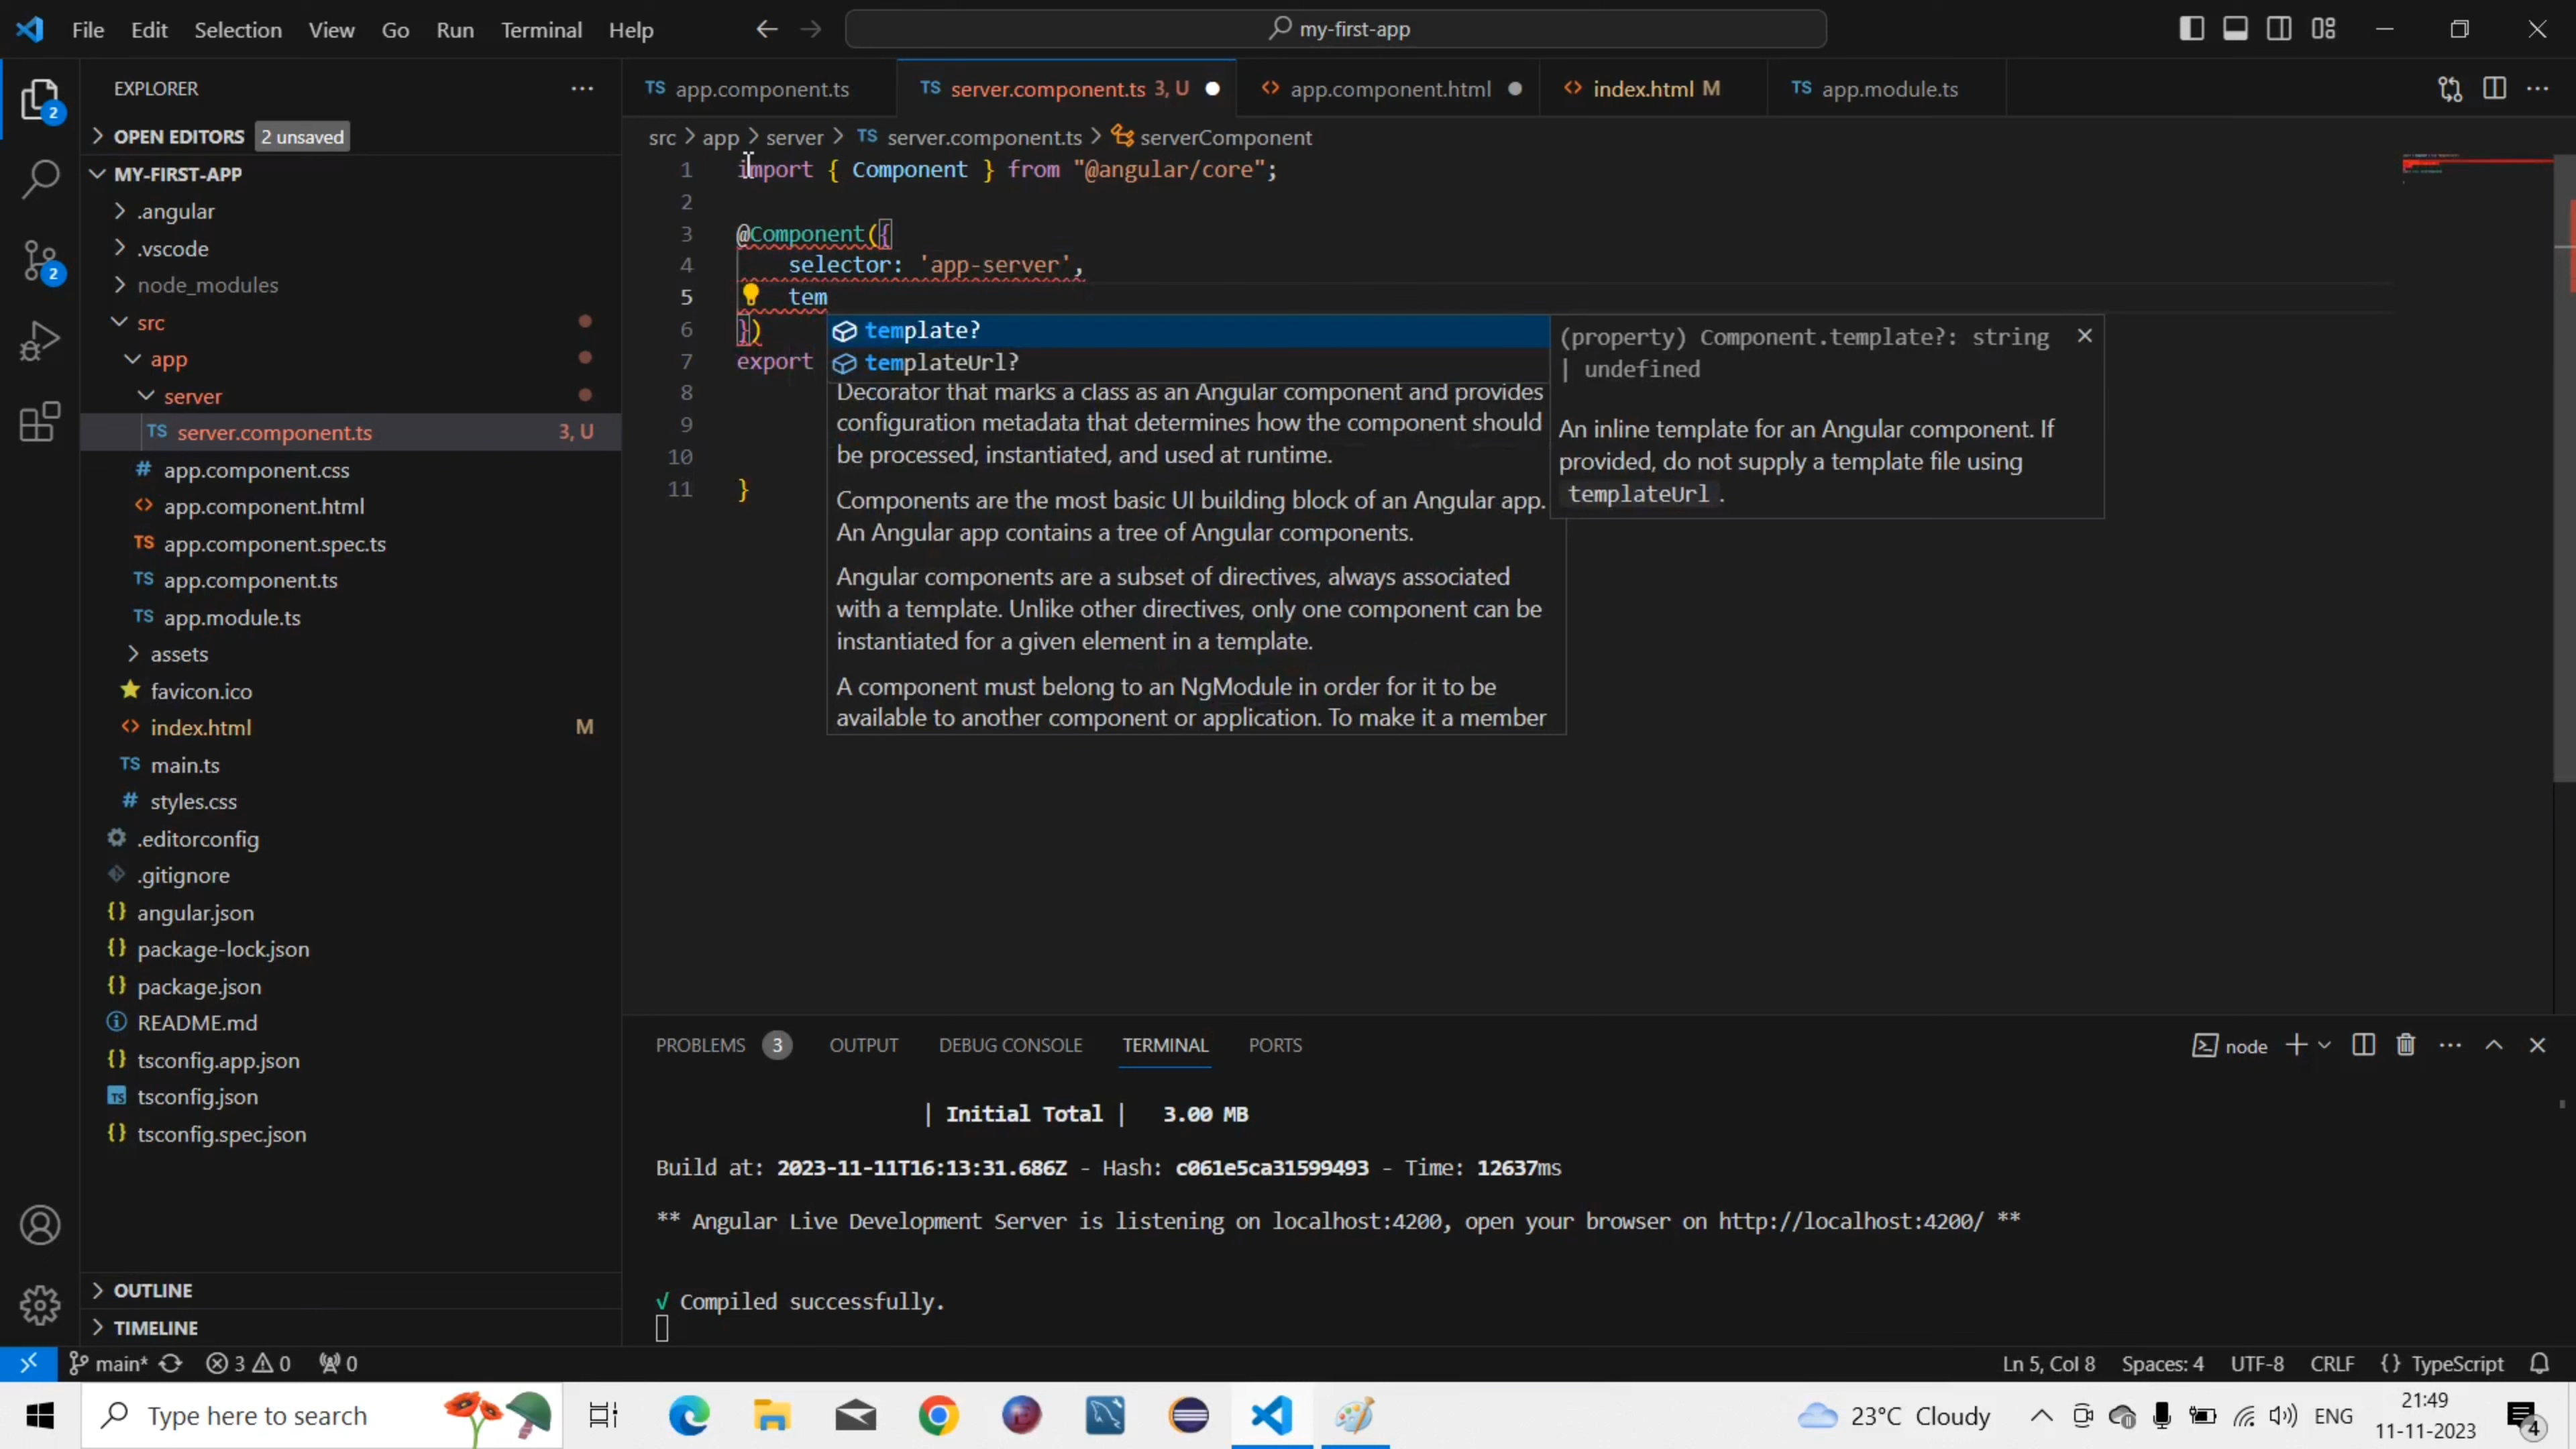 File Edit Selection View Go Run Terminal Help
my-first-app
EXPLORER
OPEN EDITORS 2 unsaved
MY-FIRST-APP
.angular
.vscode
node_modules
src
app
server
TS server.component.ts 3, U
# app.component.css
<> app.component.html
TS app.component.spec.ts
TS app.component.ts
TS app.module.ts
assets
favicon.ico
<> index.html M
TS main.ts
# styles.css
.editorconfig
.gitignore
{} angular.json
{} package-lock.json
{} package.json
README.md
{} tsconfig.app.json
TS tsconfig.json
{} tsconfig.spec.json
OUTLINE
TIMELINE
2
2
TS app.component.ts TS server.component.ts 3, U <> app.component.html <> index.html M TS app.module.ts
src > app > server > TS server.component.ts > serverComponent
1 import { Component } from "@angular/core";
2
3 @Component({
4 selector: 'app-server',
5 tem
6 })
7 export
8
9
10
11 }
template?
templateUrl?
Decorator that marks a class as an Angular component and provides
configuration metadata that determines how the component should
be processed, instantiated, and used at runtime.
Components are the most basic UI building block of an Angular app.
An Angular app contains a tree of Angular components.
Angular components are a subset of directives, always associated
with a template. Unlike other directives, only one component can be
instantiated for a given element in a template.
A component must belong to an NgModule in order for it to be
available to another component or application. To make it a member
(property) Component.template?: string
| undefined
An inline template for an Angular component. If
provided, do not supply a template file using
templateUrl .
PROBLEMS 3 OUTPUT DEBUG CONSOLE TERMINAL PORTS
node
| Initial Total | 3.00 MB
Build at: 2023-11-11T16:13:31.686Z - Hash: c061e5ca31599493 - Time: 12637ms
** Angular Live Development Server is listening on localhost:4200, open your browser on http://localhost:4200/ **
√ Compiled successfully.
main* 3 0 0
Ln 5, Col 8 Spaces: 4 UTF-8 CRLF {} TypeScript
Type here to search
23°C Cloudy
ENG
21:49
11-11-2023
4